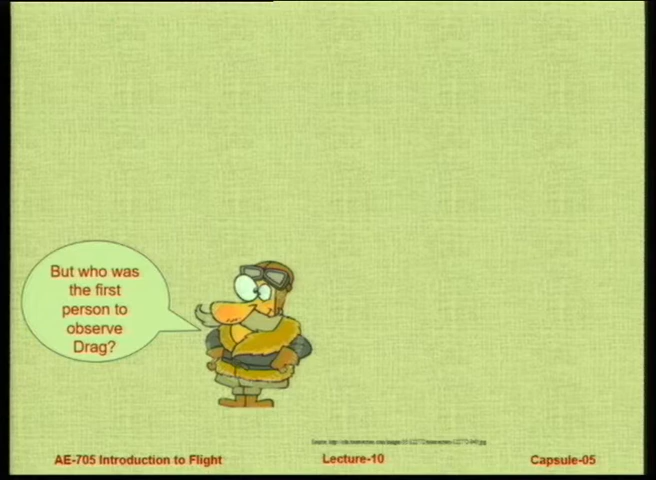 But who was
the first
person to
observe
Drag?
AE-705 Introduction to Flight
Lecture-10
Capsule-05